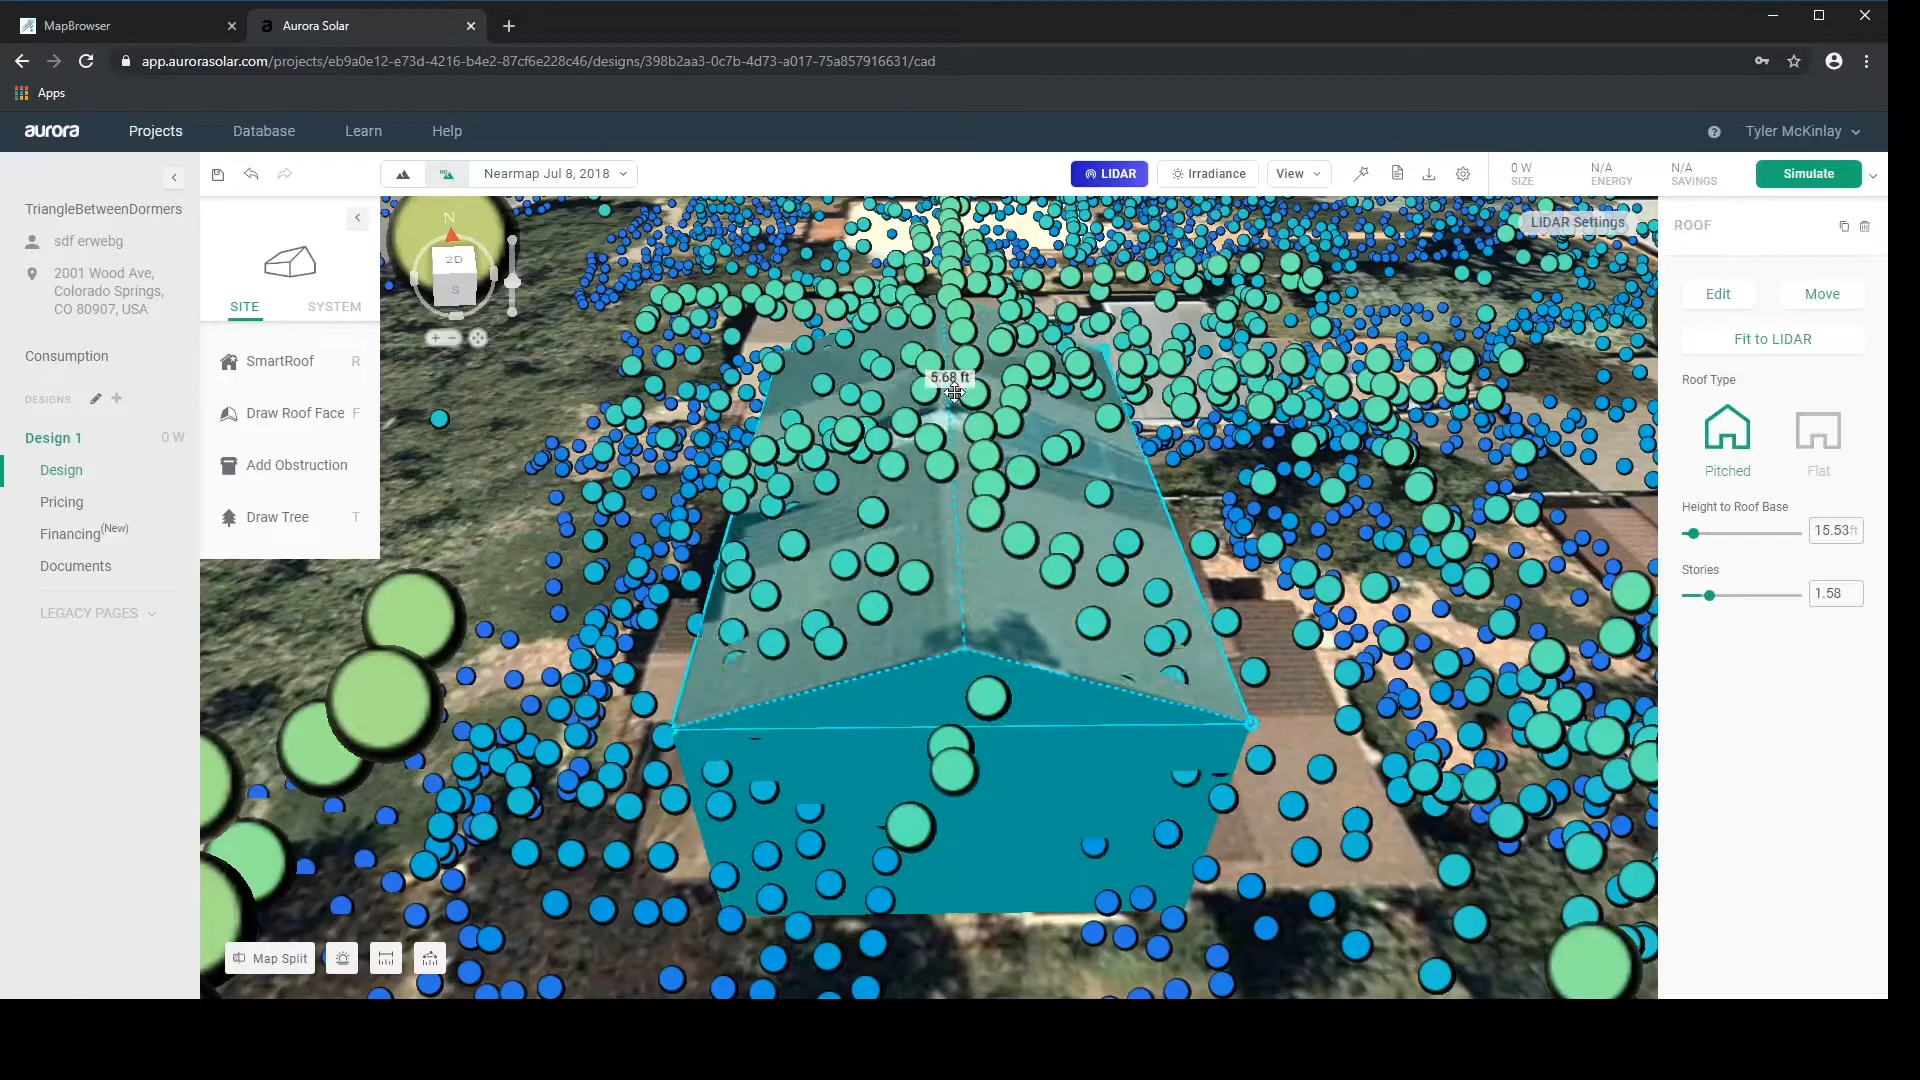 MapBrowser
Aurora Solar
app.aurorasolar.com/projects/eb9a0e12-e73d-4216-b4e2-87cf6e228c46/designs/398b2aa3-0c7b-4d73-a017-75a857916631/cad
Apps
aurora
Projects
Database
Learn
Help
Tyler McKinlay
Nearmap Jul 8, 2018
LIDAR
Irradiance
View
0 W
SIZE
N/A
ENERGY
N/A
SAVINGS
Simulate
TriangleBetweenDormers
sdf erwebg
2001 Wood Ave,
Colorado Springs,
CO 80907, USA
Consumption
DESIGNS
Design 1 0 W
Design
Pricing
Financing(New)
Documents
LEGACY PAGES
SITE
SYSTEM
SmartRoof R
Draw Roof Face F
Add Obstruction
Draw Tree T
N
2D
S
5.68 ft
LIDAR Settings
Map Split
ROOF
Edit
Move
Fit to LIDAR
Roof Type
Pitched
Flat
Height to Roof Base
15.53ft
Stories
1.58